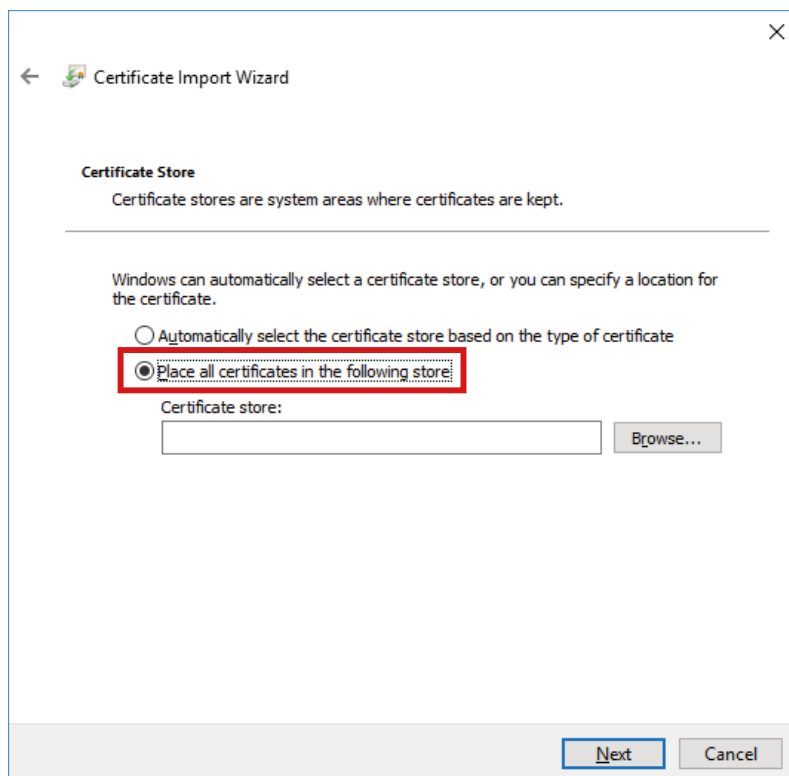 Certificate Import Wizard
Certificate Store
Certificate stores are system areas where certificates are kept.
Windows can automatically select a certificate store, or you can specify a location for
the certificate.
Automatically select the certificate store based on the type of certificate
Place all certificates in the following store
Certificate store:
Browse...
Next
Cancel